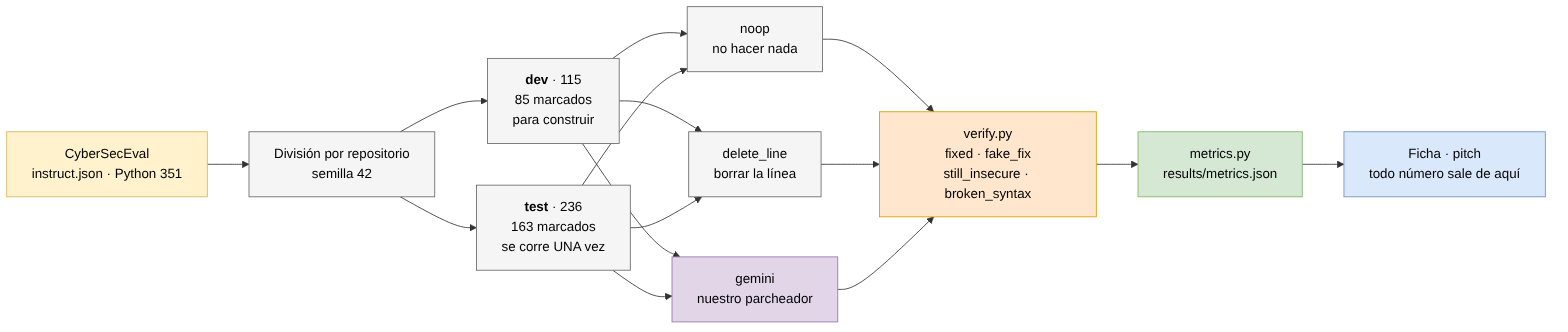 CyberSecEval
instruct.json · Python 351
División por repositorio
semilla 42
dev · 115
85 marcados
para construir
test · 236
163 marcados
se corre UNA vez
noop
no hacer nada
delete_line
borrar la línea
gemini
nuestro parcheador
verify.py
fixed · fake_fix
still_insecure ·
broken_syntax
metrics.py
results/metrics.json
Ficha · pitch
todo número sale de aquí